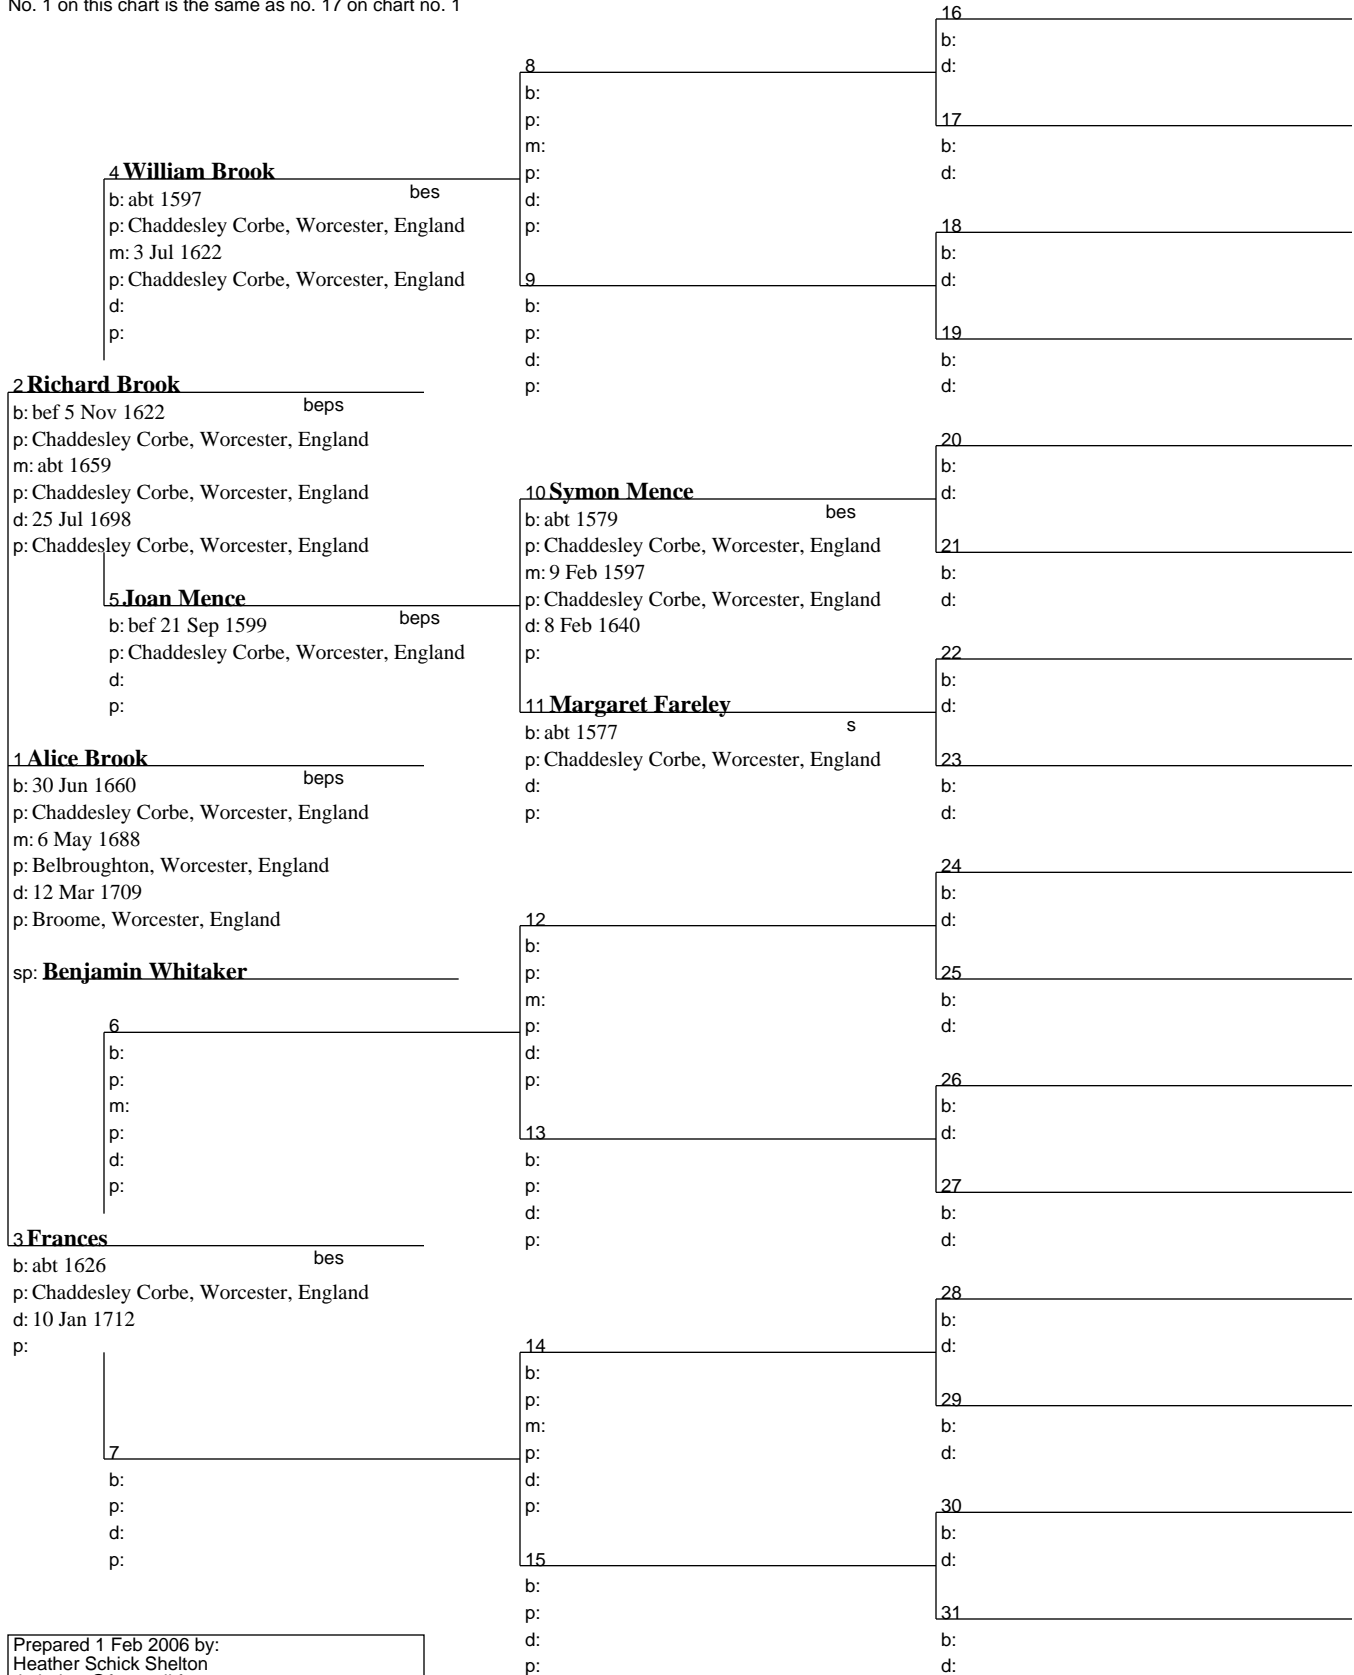 No. 1 on this chart is the same as no. 17 on chart no. 1
16
b:
d:
8
b:
p:
m:
p:
d:
p:
17
b:
d:
4 William Brook
bes
b: abt 1597
p: Chaddesley Corbe, Worcester, England
m: 3 Jul 1622
p: Chaddesley Corbe, Worcester, England
d:
p:
18
b:
d:
9
b:
p:
d:
p:
19
b:
d:
2 Richard Brook
beps
b: bef 5 Nov 1622
p: Chaddesley Corbe, Worcester, England
m: abt 1659
p: Chaddesley Corbe, Worcester, England
d: 25 Jul 1698
p: Chaddesley Corbe, Worcester, England
20
b:
d:
10 Symon Mence
bes
b: abt 1579
p: Chaddesley Corbe, Worcester, England
m: 9 Feb 1597
p: Chaddesley Corbe, Worcester, England
d: 8 Feb 1640
p:
21
b:
d:
5 Joan Mence
beps
b: bef 21 Sep 1599
p: Chaddesley Corbe, Worcester, England
d:
p:
22
b:
d:
11 Margaret Fareley
s
b: abt 1577
p: Chaddesley Corbe, Worcester, England
d:
p:
23
b:
d:
1 Alice Brook
beps
b: 30 Jun 1660
p: Chaddesley Corbe, Worcester, England
m: 6 May 1688
p: Belbroughton, Worcester, England
d: 12 Mar 1709
p: Broome, Worcester, England
sp: Benjamin Whitaker
24
b:
d:
12
b:
p:
m:
p:
d:
p:
25
b:
d:
6
b:
p:
m:
p:
d:
p:
26
b:
d:
13
b:
p:
d:
p:
27
b:
d:
3 Frances
bes
b: abt 1626
p: Chaddesley Corbe, Worcester, England
d: 10 Jan 1712
p:
28
b:
d:
14
b:
p:
m:
p:
d:
p:
29
b:
d:
7
b:
p:
d:
p:
30
b:
d:
15
b:
p:
d:
p:
31
b:
d:
Prepared 1 Feb 2006 by:
Heather Schick Shelton